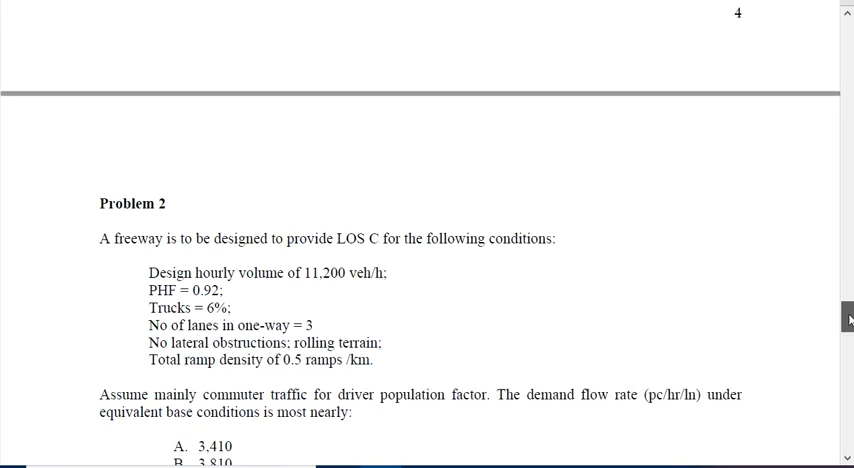 4
Problem 2
A freeway is to be designed to provide LOS C for the following conditions:
Design hourly volume of 11,200 veh/h;
PHF = 0.92;
Trucks = 6%;
No of lanes in one-way = 3
No lateral obstructions; rolling terrain;
Total ramp density of 0.5 ramps /km.
Assume mainly commuter traffic for driver population factor. The demand flow rate (pc/hr/ln) under
equivalent base conditions is most nearly:
A. 3,410
B. 3,810